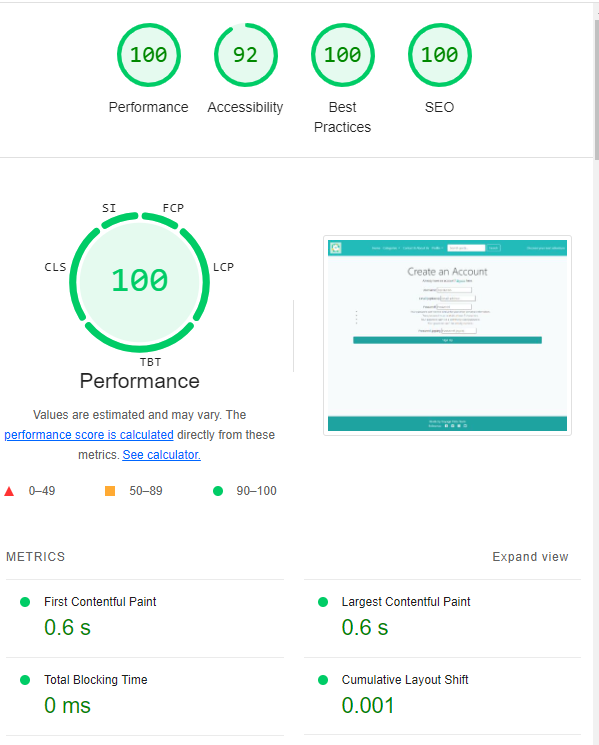 100 92 100 100
Performance Accessibility Best Practices SEO
SI FCP
CLS LCP
100
TBT
Performance
Values are estimated and may vary. The
performance score is calculated directly from these
metrics. See calculator.
0–49 50–89 90–100
Create an Account
METRICS Expand view
First Contentful Paint Largest Contentful Paint
0.6 s 0.6 s
Total Blocking Time Cumulative Layout Shift
0 ms 0.001